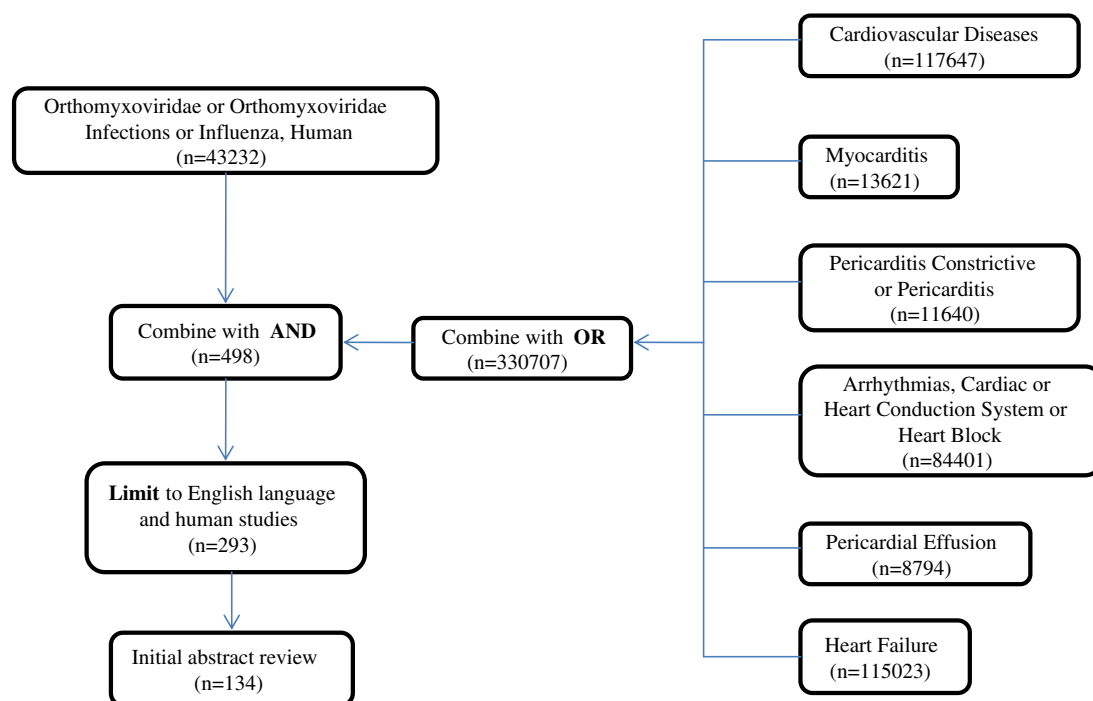 Orthomyxoviridae or Orthomyxoviridae
Infections or Influenza, Human
(n=43232)
Combine with AND
(n=498)
Limit to English language
and human studies
(n=293)
Initial abstract review
(n=134)
Combine with OR
(n=330707)
Cardiovascular Diseases
(n=117647)
Myocarditis
(n=13621)
Pericarditis Constrictive
or Pericarditis
(n=11640)
Arrhythmias, Cardiac or
Heart Conduction System or
Heart Block
(n=84401)
Pericardial Effusion
(n=8794)
Heart Failure
(n=115023)